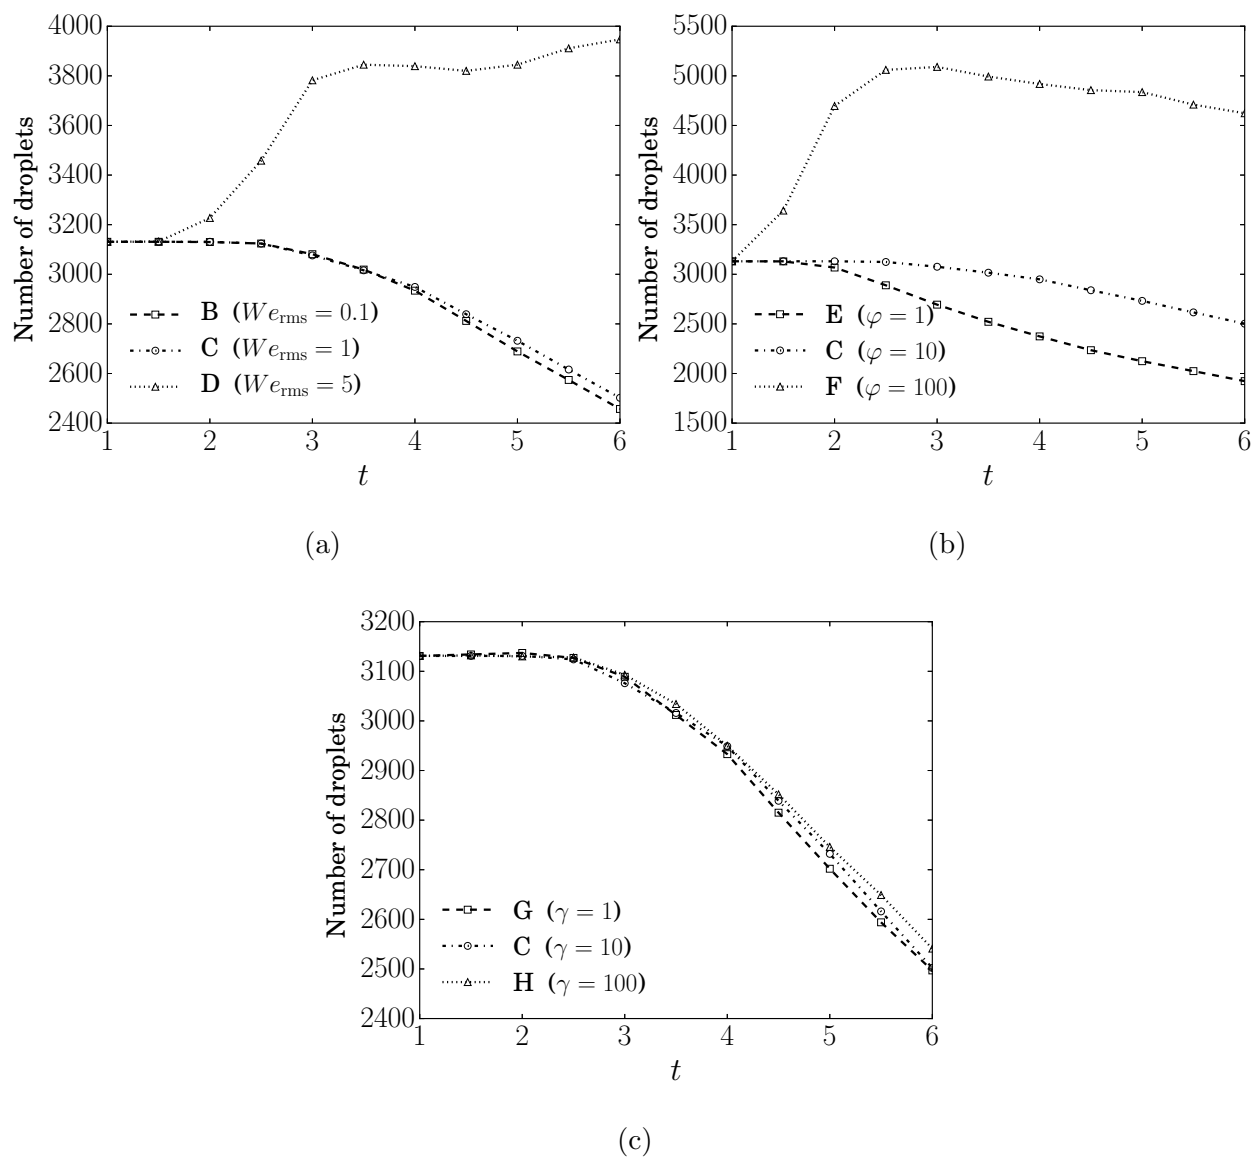 4000
3800
3600
3400
3200
3000
2800
2600
2400
Number of droplets
B (We_rms = 0.1)
C (We_rms = 1)
D (We_rms = 5)
1 2 3 4 5 6
t
(a)
5500
5000
4500
4000
3500
3000
2500
2000
1500
Number of droplets
E (φ = 1)
C (φ = 10)
F (φ = 100)
1 2 3 4 5 6
t
(b)
3200
3100
3000
2900
2800
2700
2600
2500
2400
Number of droplets
G (γ = 1)
C (γ = 10)
H (γ = 100)
1 2 3 4 5 6
t
(c)